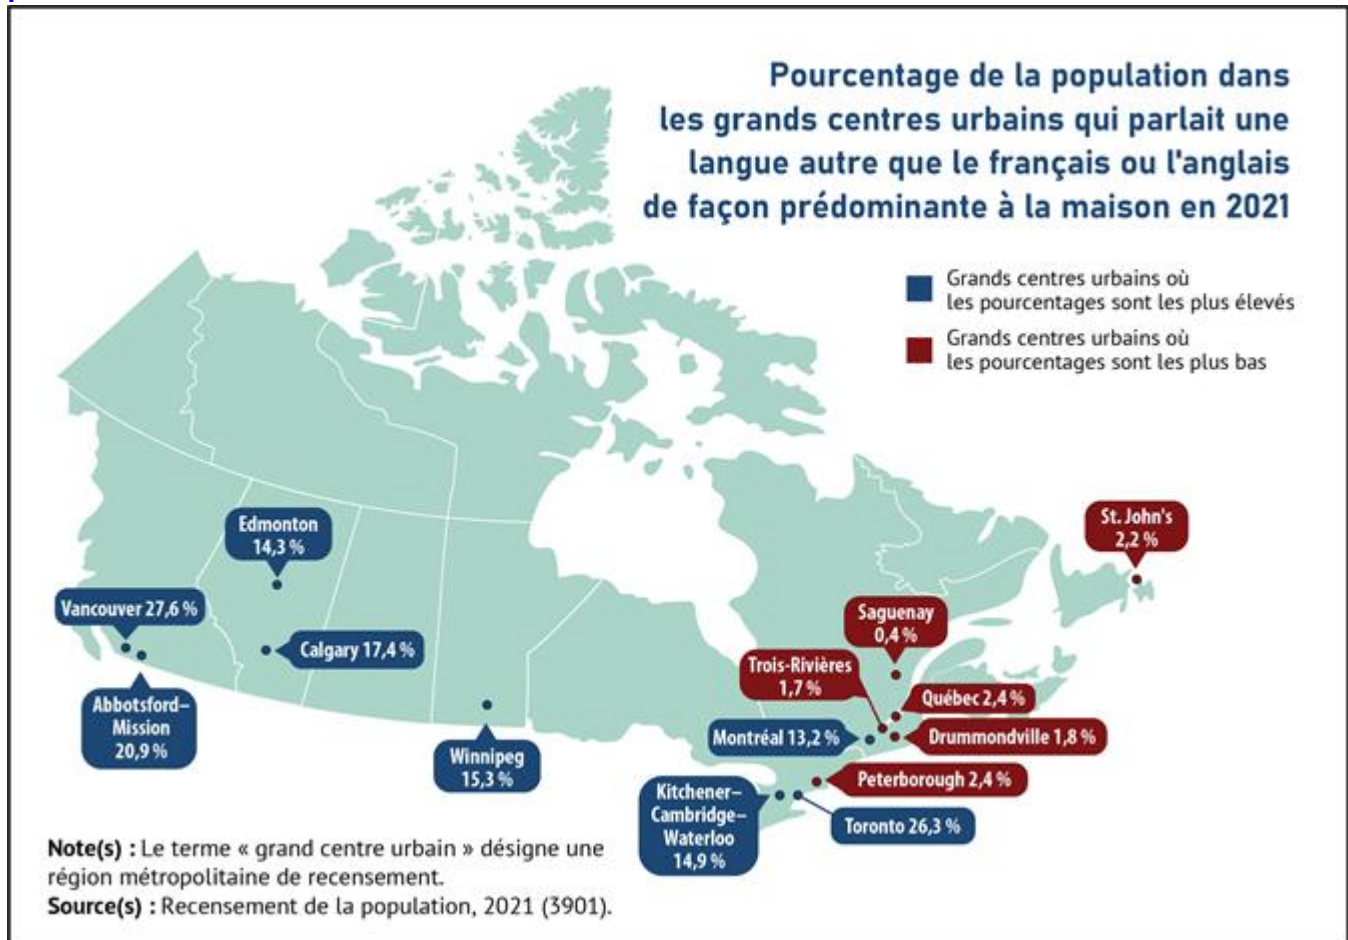 Pourcentage de la population dans
les grands centres urbains qui parlait une
langue autre que le français ou l'anglais
de façon prédominante à la maison en 2021
Grands centres urbains où
les pourcentages sont les plus élevés
Grands centres urbains où
les pourcentages sont les plus bas
Edmonton
14,3 %
St. John's
2,2 %
Vancouver 27,6 %
Saguenay
0,4 %
Calgary 17,4 %
Trois-Rivières
1,7 %
Abbotsford–
Mission
20,9 %
Québec 2,4 %
Montréal 13,2 %
Drummondville 1,8 %
Winnipeg
15,3 %
Peterborough 2,4 %
Kitchener–
Cambridge–
Waterloo
14,9 %
Toronto 26,3 %
Note(s) : Le terme « grand centre urbain » désigne une
région métropolitaine de recensement.
Source(s) : Recensement de la population, 2021 (3901).